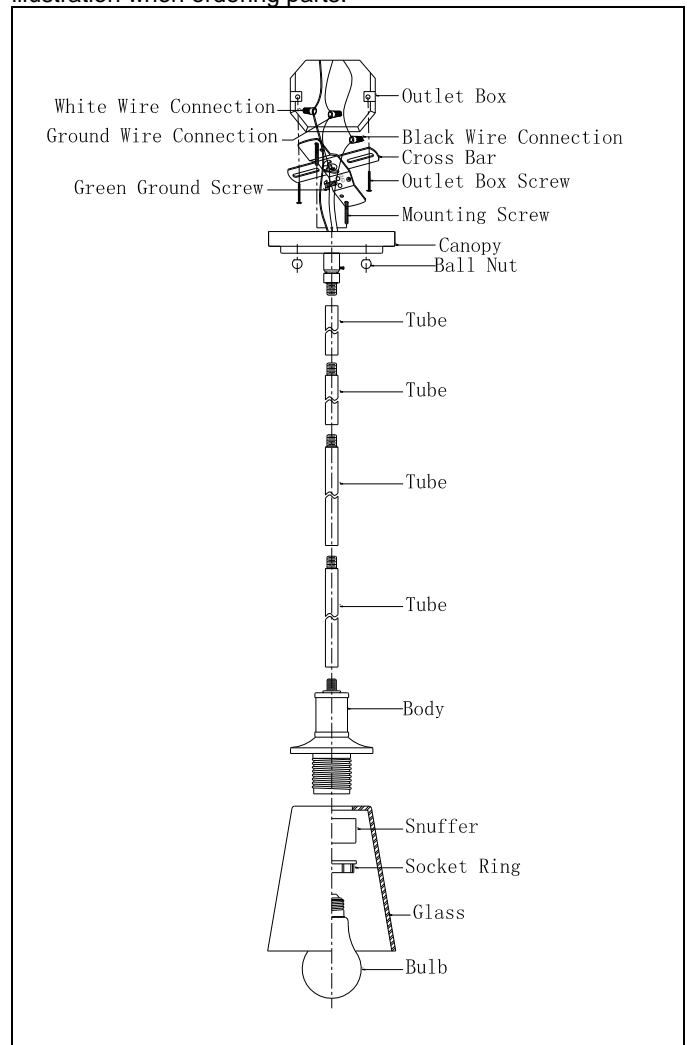 illustration when ordering parts.
White Wire Connection
Outlet Box
Ground Wire Connection
Black Wire Connection
Cross Bar
Green Ground Screw
Outlet Box Screw
Mounting Screw
Canopy
Ball Nut
Tube
Tube
Tube
Tube
Body
Snuffer
Socket Ring
Glass
Bulb